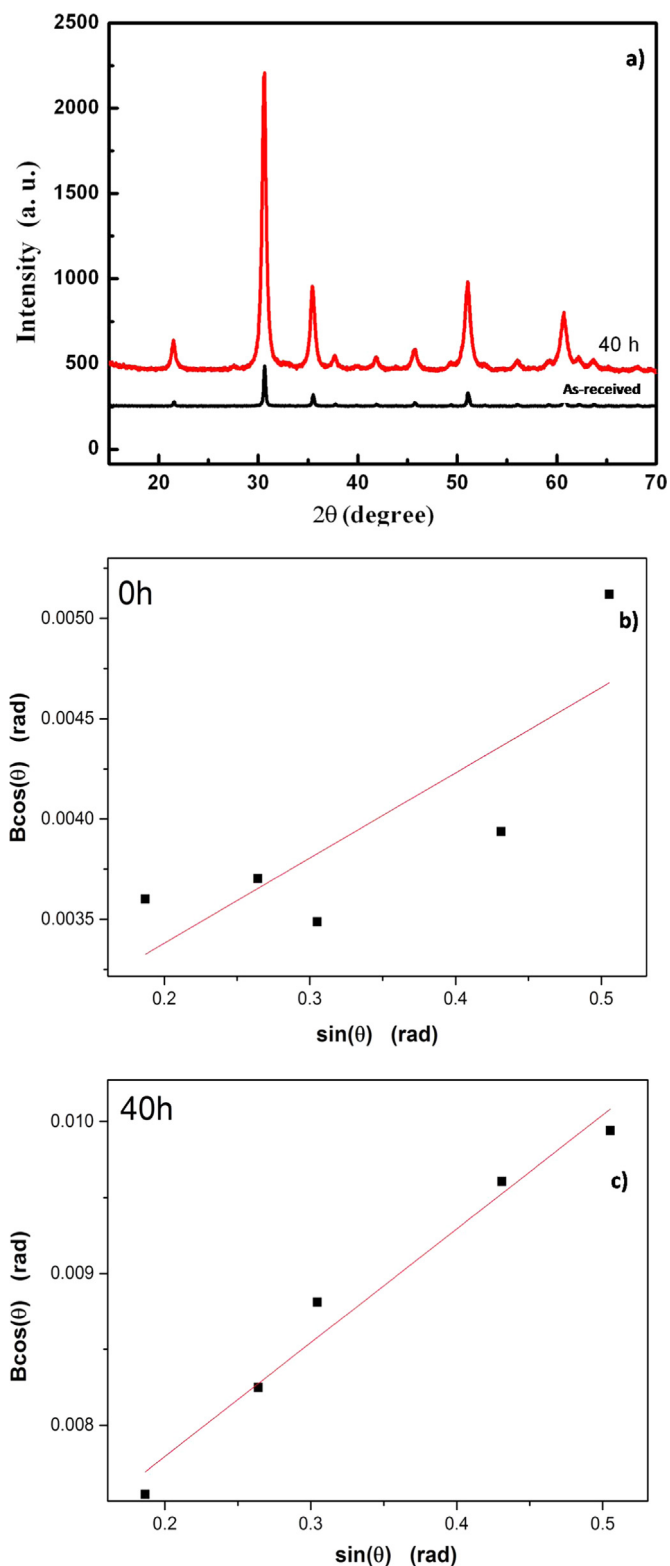 2500
a)
2000
1500
1000
500
0
Intensity (a. u.)
40 h
As-received
20 30 40 50 60 70
2θ (degree)
0h
b)
0.0050
0.0045
0.0040
0.0035
Bcos(θ) (rad)
0.2 0.3 0.4 0.5
sin(θ) (rad)
40h
c)
0.010
0.009
0.008
Bcos(θ) (rad)
0.2 0.3 0.4 0.5
sin(θ) (rad)